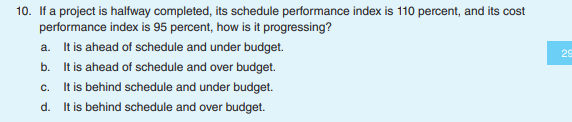 10. If a project is halfway completed, its schedule performance index is 110 percent, and its cost
performance index is 95 percent, how is it progressing?
a. It is ahead of schedule and under budget.
b. It is ahead of schedule and over budget.
c. It is behind schedule and under budget.
d. It is behind schedule and over budget.